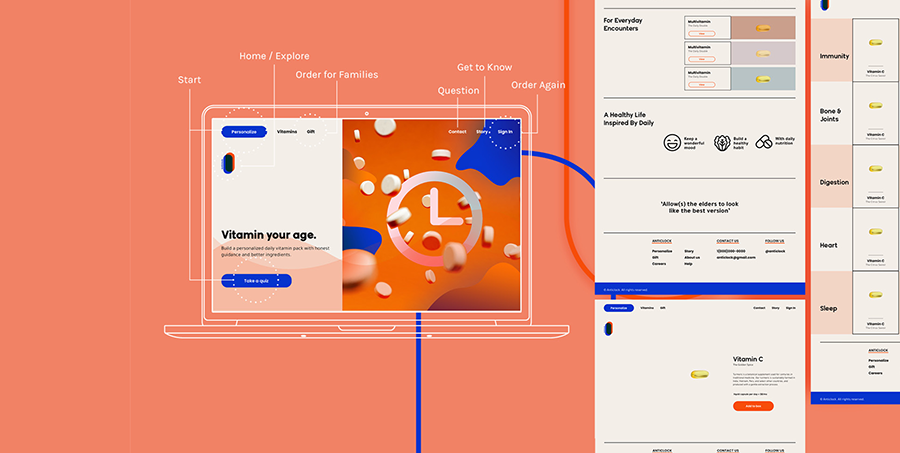 Home / Explore
Start
Order for Families
Get to Know
Question
Order Again
Personalize
Vitamins
Gift
Contact
Story
Sign In
Vitamin your age.
Build a personalized daily vitamin pack with honest
guidance and better ingredients.
Take a quiz
For Everyday
Encounters
MultiVitamin
MultiVitamin
MultiVitamin
A Healthy Life
Inspired By Daily
Keep a
wonderful
mood
Build a
healthy
habit
With daily
nutrition
'Allow(s) the elders to look
like the best version'
ANTICLOCK
Personalize
Gift
Careers
Story
About us
Help
CONTACT US
1(500)000-0000
anticlock@gmail.com
FOLLOW US
@anticlock
© Anticlock. All rights reserved.
Personalize
Vitamins
Gift
Contact
Story
Sign In
Vitamin C
Add to box
ANTICLOCK
CONTACT US
FOLLOW US
Immunity
Vitamin C
Bone &
Joints
Vitamin C
Digestion
Vitamin C
Heart
Vitamin C
Sleep
Vitamin C
ANTICLOCK
Personalize
Gift
Careers
© Anticlock. All rights reserved.